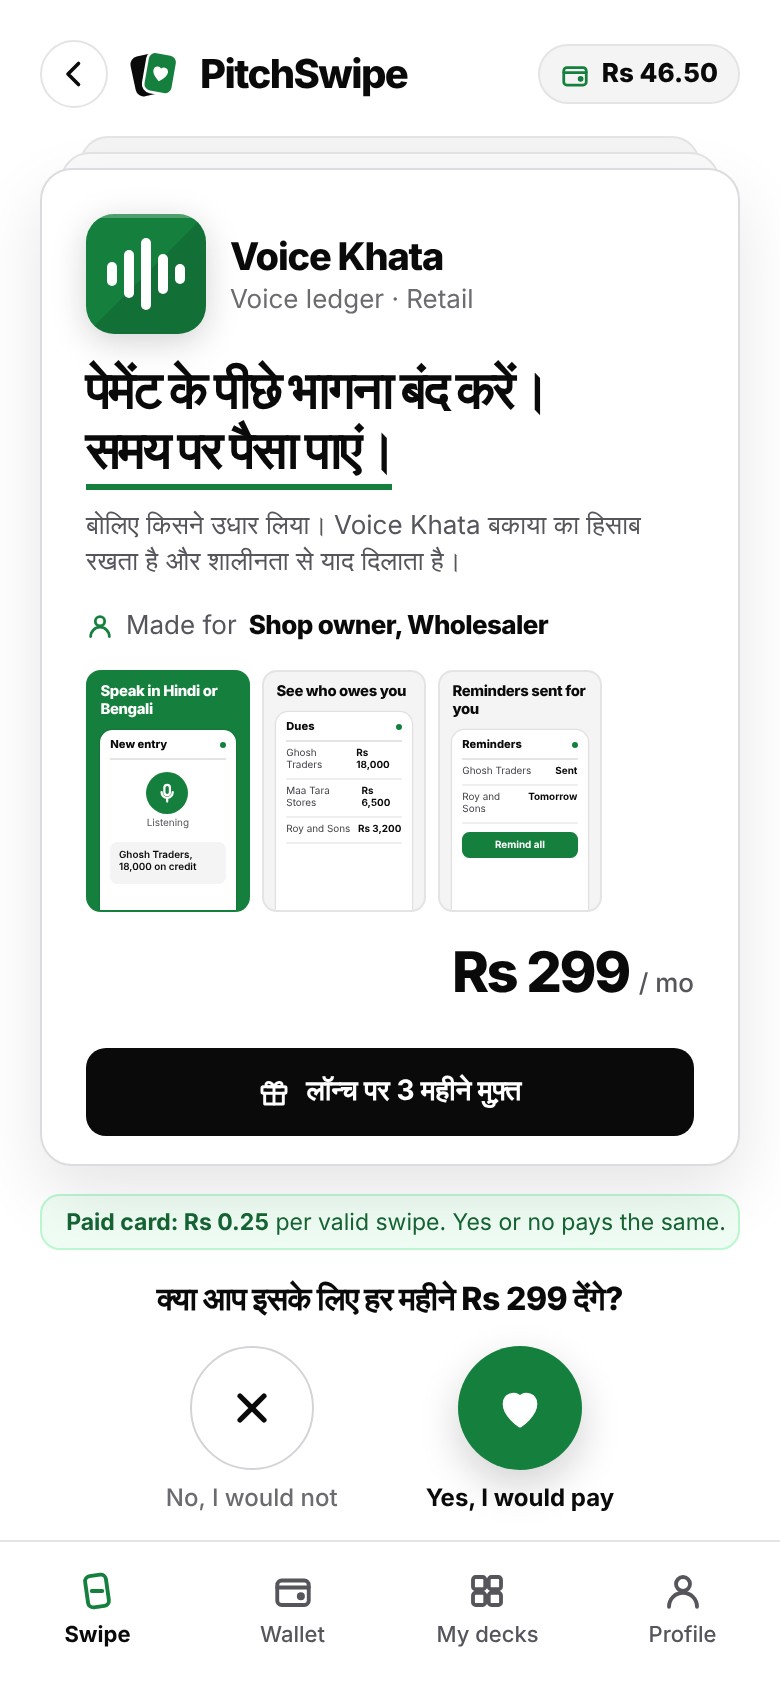 PitchSwipe
Rs 46.50
Voice Khata
Voice ledger · Retail
पेमेंट के पीछे भागना बंद करें।
समय पर पैसा पाएं।
बोलिए किसने उधार लिया। Voice Khata बकाया का हिसाब
रखता है और शालीनता से याद दिलाता है।
Made for Shop owner, Wholesaler
Speak in Hindi or
Bengali
New entry
Listening
Ghosh Traders,
18,000 on credit
See who owes you
Dues
Ghosh
Traders
Rs
18,000
Maa Tara
Stores
Rs
6,500
Roy and Sons Rs 3,200
Reminders sent for
you
Reminders
Ghosh Traders Sent
Roy and
Sons
Tomorrow
Remind all
Rs 299 / mo
लॉन्च पर 3 महीने मुफ़्त
Paid card: Rs 0.25 per valid swipe. Yes or no pays the same.
क्या आप इसके लिए हर महीने Rs 299 देंगे?
No, I would not
Yes, I would pay
Swipe
Wallet
My decks
Profile